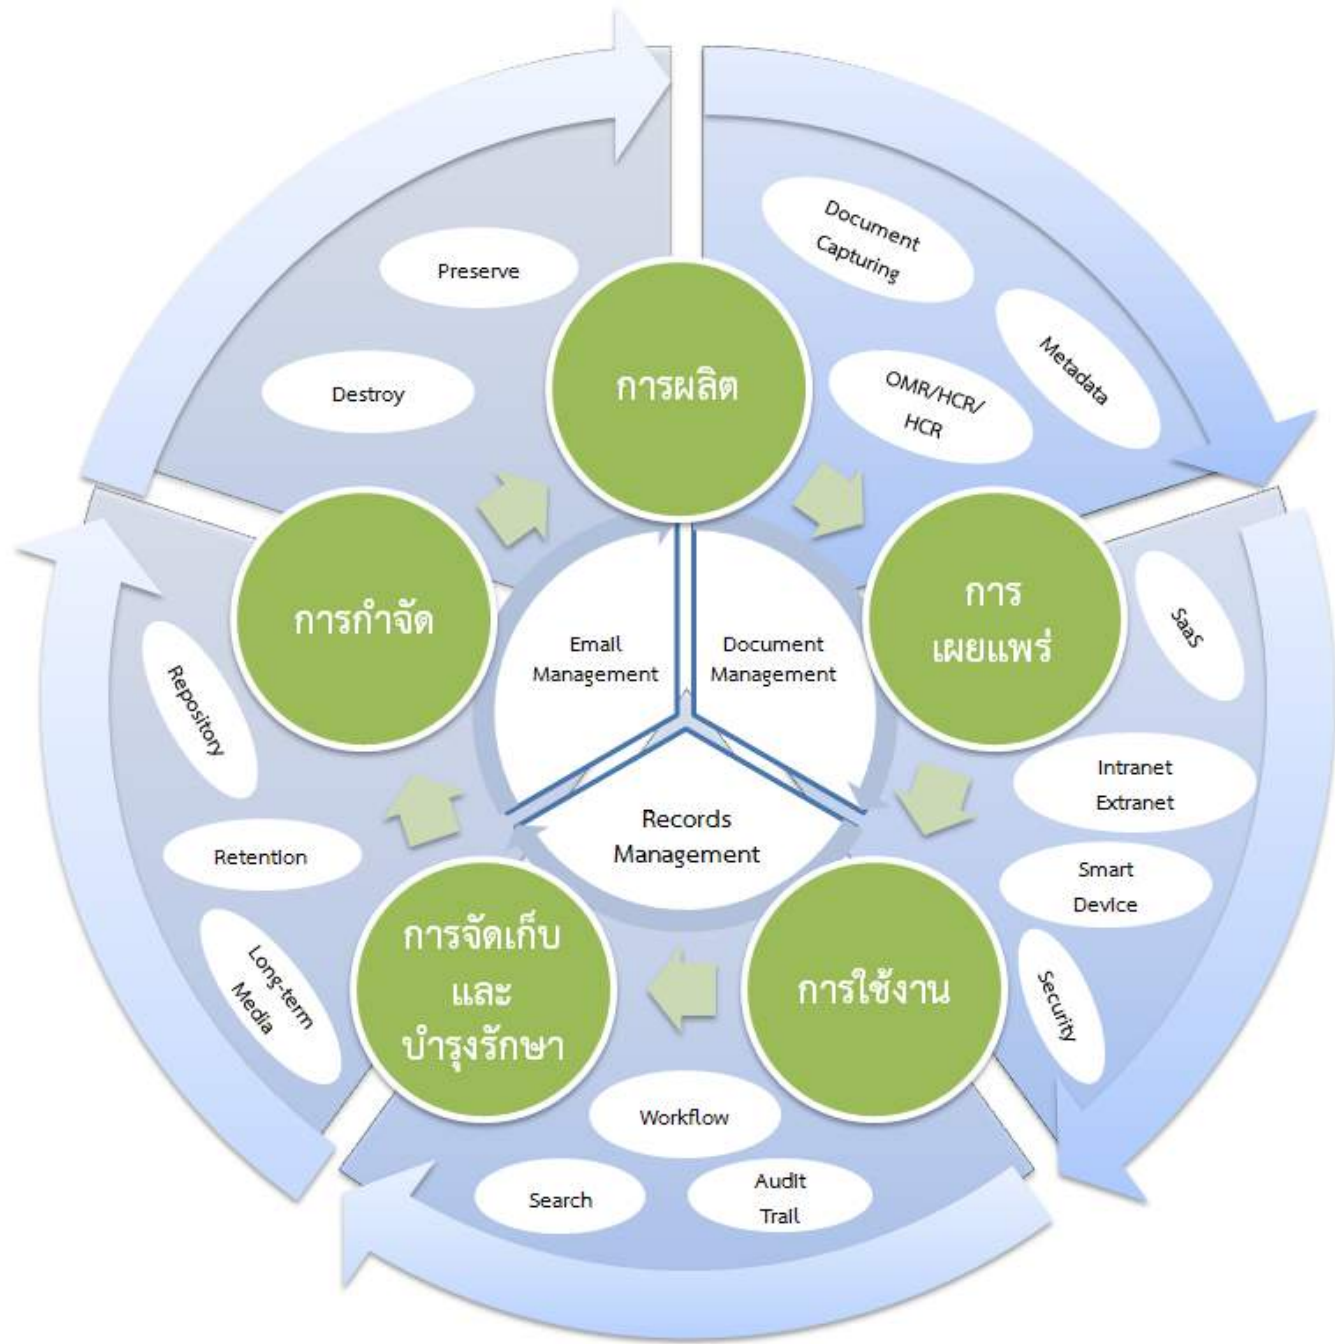 การผลิต
Document
Capturing
Metadata
OMR/HCR/
HCR
การ
เผยแพร่
SaaS
Intranet
Extranet
Smart
Device
Security
การใช้งาน
Workflow
Audit
Trail
Search
การจัดเก็บ
และ
บำรุงรักษา
Long-term
Media
Retention
Repository
การกำจัด
Destroy
Preserve
Email
Management
Document
Management
Records
Management